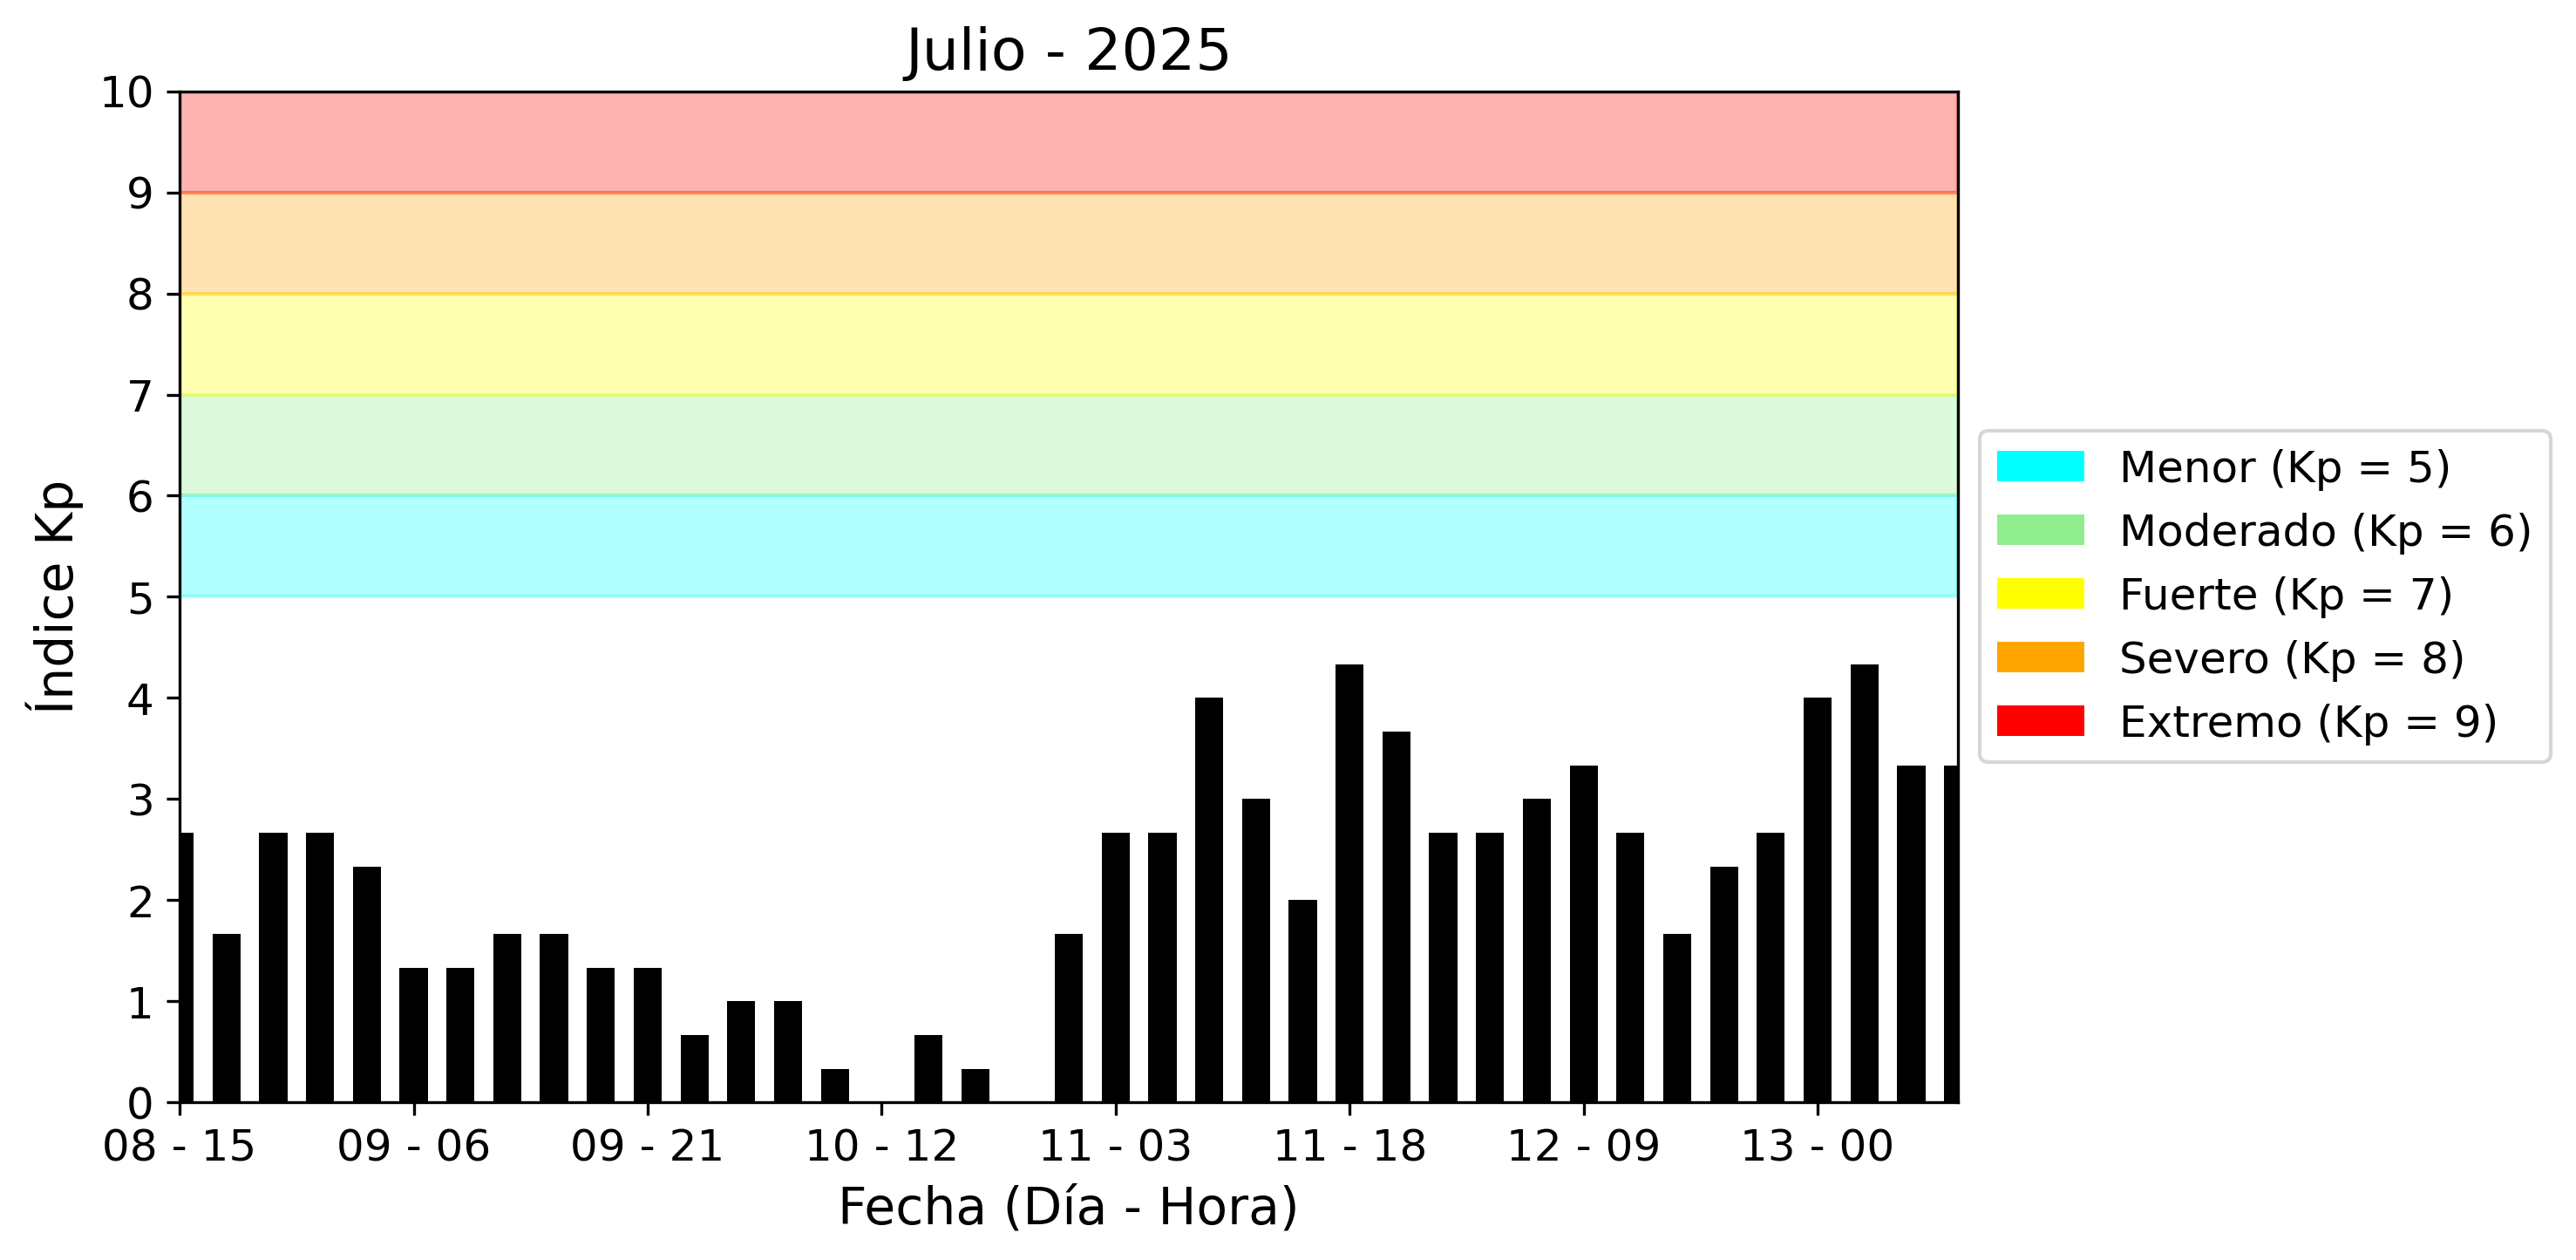 Julio - 2025
Índice Kp
10
9
8
7
6
5
4
3
2
1
0
08 - 15
09 - 06
09 - 21
10 - 12
11 - 03
11 - 18
12 - 09
13 - 00
Fecha (Día - Hora)
Menor (Kp = 5)
Moderado (Kp = 6)
Fuerte (Kp = 7)
Severo (Kp = 8)
Extremo (Kp = 9)